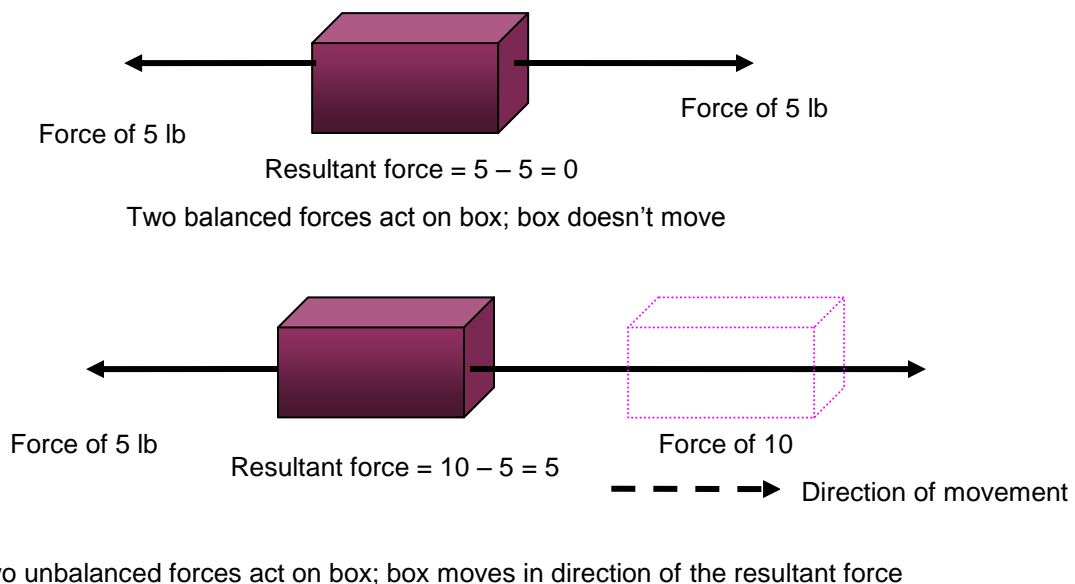 Force of 5 lb
Force of 5 lb
Resultant force = 5 – 5 = 0
Two balanced forces act on box; box doesn't move
Force of 5 lb
Force of 10
Resultant force = 10 – 5 = 5
Direction of movement
unbalanced forces act on box; box moves in direction of the resultant force